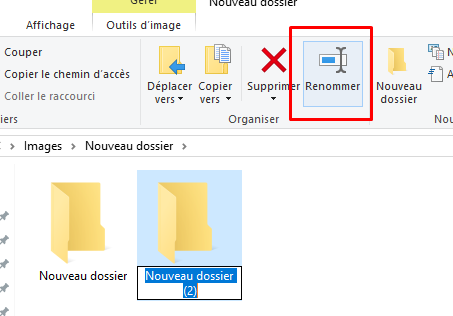 Gérer
Nouveau dossier
Affichage
Outils d'image
Couper
Copier le chemin d'accès
Coller le raccourci
Déplacer
vers
Copier
vers
Supprimer
Renommer
Nouveau
dossier
Organiser
Images > Nouveau dossier >
Nouveau dossier
Nouveau dossier
(2)